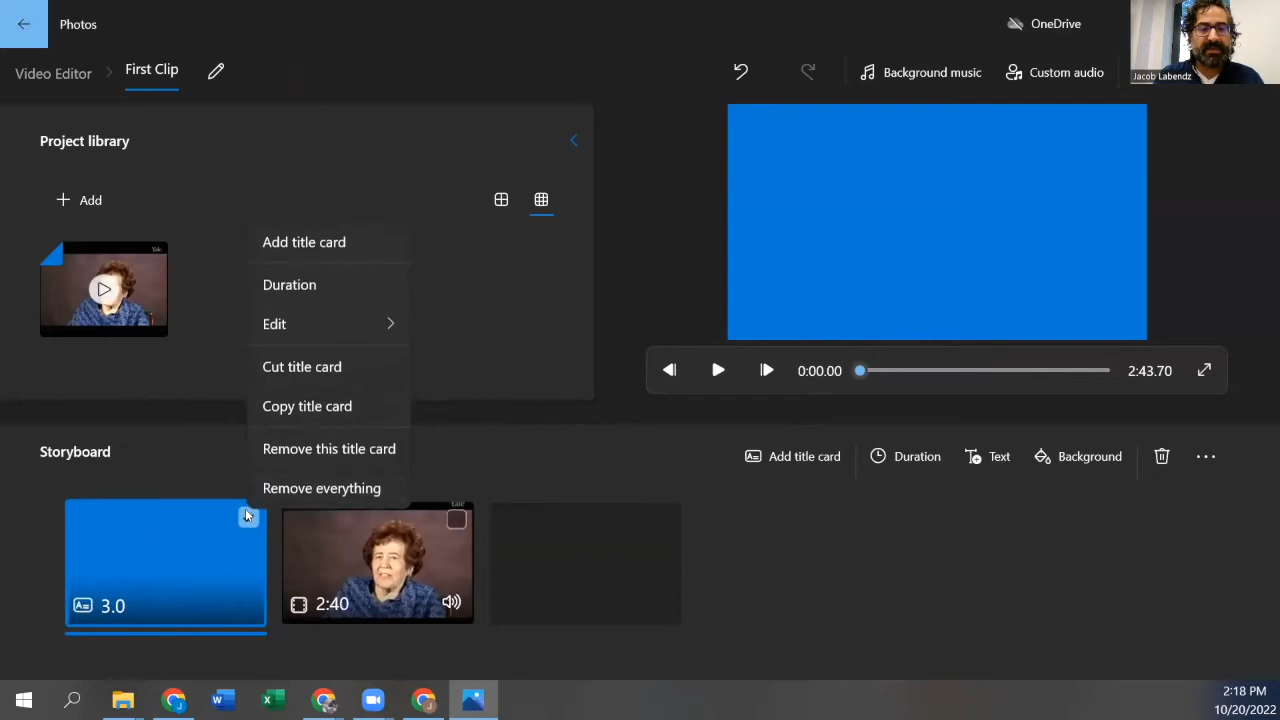 Photos
OneDrive
Jacob Labendz
Video Editor
First Clip
Background music
Custom audio
Project library
Add
Yale
Add title card
Duration
Edit
Cut title card
Copy title card
Remove this title card
Remove everything
0:00.00
2:43.70
Storyboard
Add title card
Duration
Text
Background
3.0
2:40
2:18 PM
10/20/2022